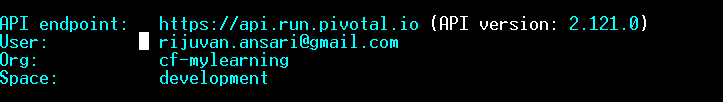 API endpoint:   https://api.run.pivotal.io (API version: 2.121.0)
User:           rijuvan.ansari@gmail.com
Org:            cf-mylearning
Space:          development